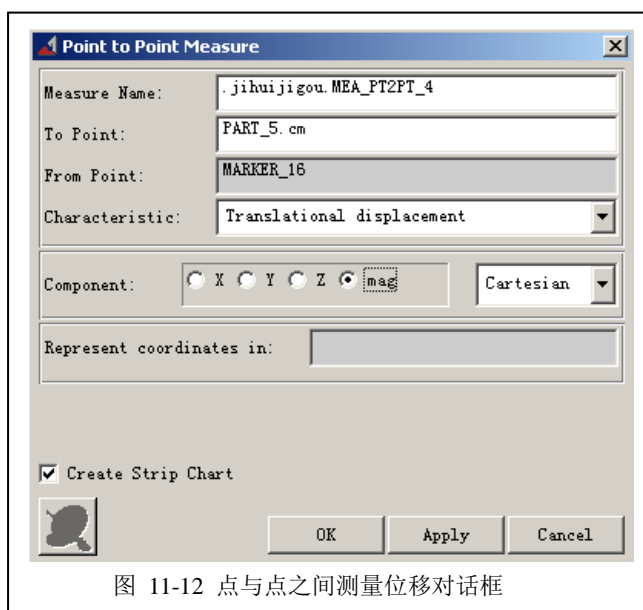 Point to Point Measure
Measure Name: .jihuijigou.MEA_PT2PT_4
To Point: PART_5.cm
From Point: MARKER_16
Characteristic: Translational displacement
Component: X Y Z mag Cartesian
Represent coordinates in:
Create Strip Chart
OK Apply Cancel
图 11-12 点与点之间测量位移对话框